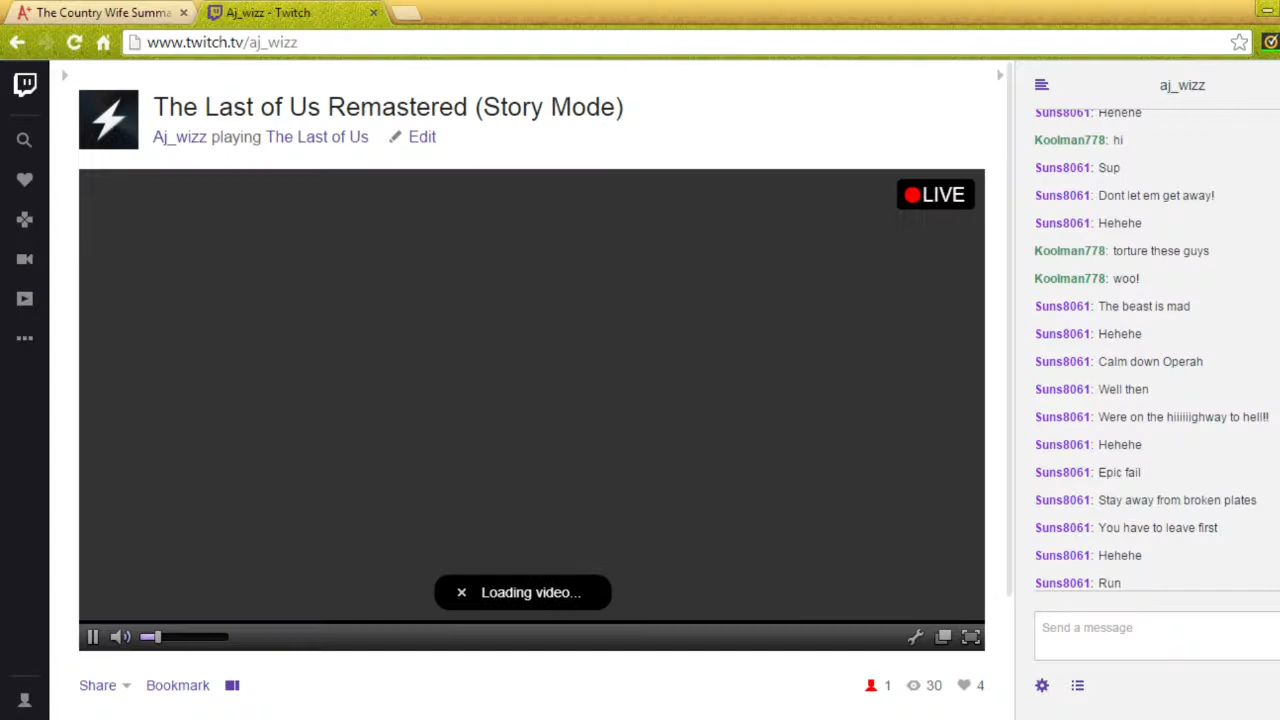 The Country Wife Summa
Aj_wizz - Twitch
www.twitch.tv/aj_wizz
The Last of Us Remastered (Story Mode)
Aj_wizz playing The Last of Us Edit
LIVE
Loading video...
Share Bookmark 1 30 4
aj_wizz
Suns8061: Hehehe
Koolman778: hi
Suns8061: Sup
Suns8061: Dont let em get away!
Suns8061: Hehehe
Koolman778: torture these guys
Koolman778: woo!
Suns8061: The beast is mad
Suns8061: Hehehe
Suns8061: Calm down Operah
Suns8061: Well then
Suns8061: Were on the hiiiiiighway to hell!!
Suns8061: Hehehe
Suns8061: Epic fail
Suns8061: Stay away from broken plates
Suns8061: You have to leave first
Suns8061: Hehehe
Suns8061: Run
Send a message